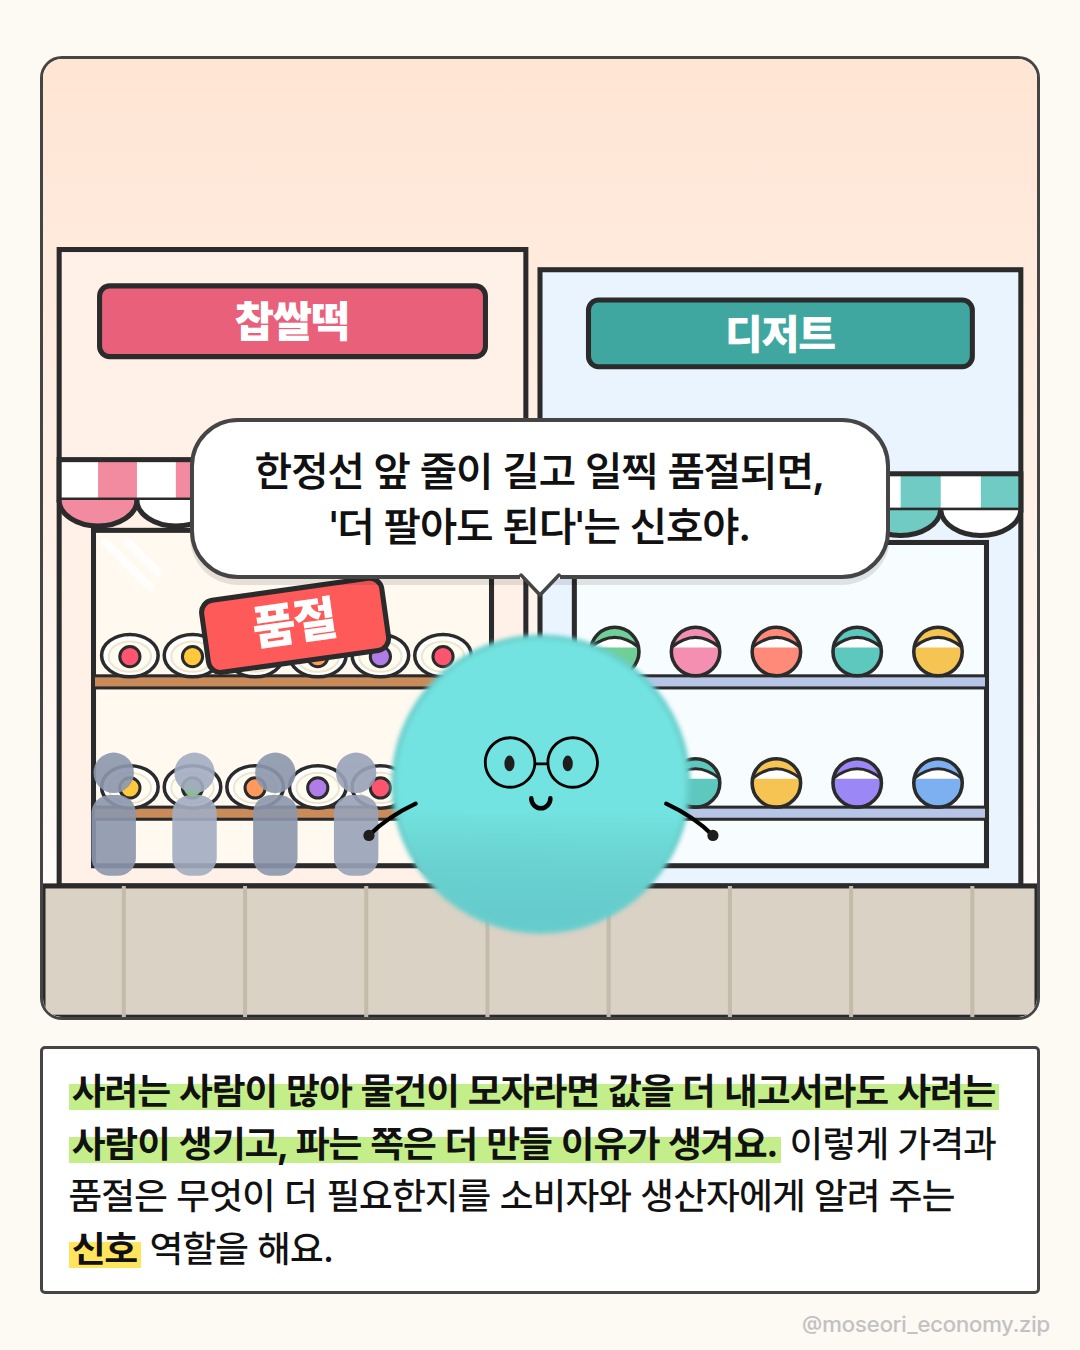 찹쌀떡
디저트
한정선 앞 줄이 길고 일찍 품절되면,
'더 팔아도 된다'는 신호야.
품절
사려는 사람이 많아 물건이 모자라면 값을 더 내고서라도 사려는
사람이 생기고, 파는 쪽은 더 만들 이유가 생겨요. 이렇게 가격과
품절은 무엇이 더 필요한지를 소비자와 생산자에게 알려 주는
신호 역할을 해요.
@moseori_economy.zip